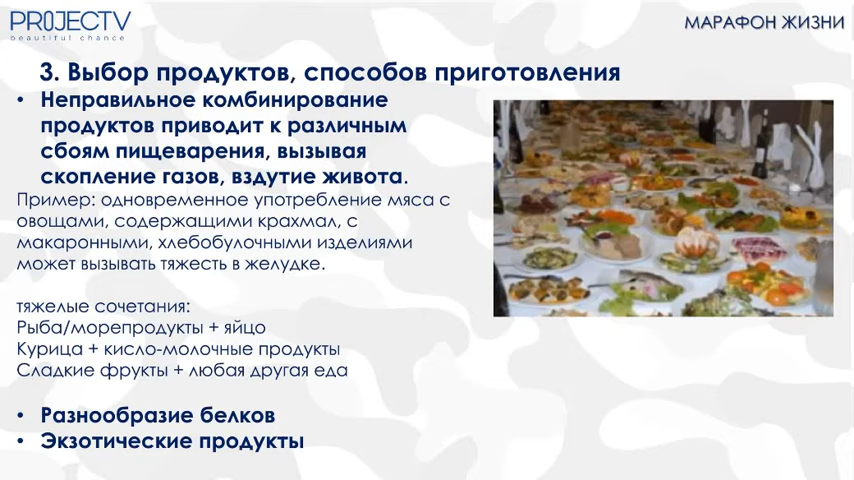 PROJECTV
beautiful chance
МАРАФОН ЖИЗНИ
3. Выбор продуктов, способов приготовления
• Неправильное комбинирование
продуктов приводит к различным
сбоям пищеварения, вызывая
скопление газов, вздутие живота.
Пример: одновременное употребление мяса с
овощами, содержащими крахмал, с
макаронными, хлебобулочными изделиями
может вызывать тяжесть в желудке.
тяжелые сочетания:
Рыба/морепродукты + яйцо
Курица + кисло-молочные продукты
Сладкие фрукты + любая другая еда
• Разнообразие белков
• Экзотические продукты